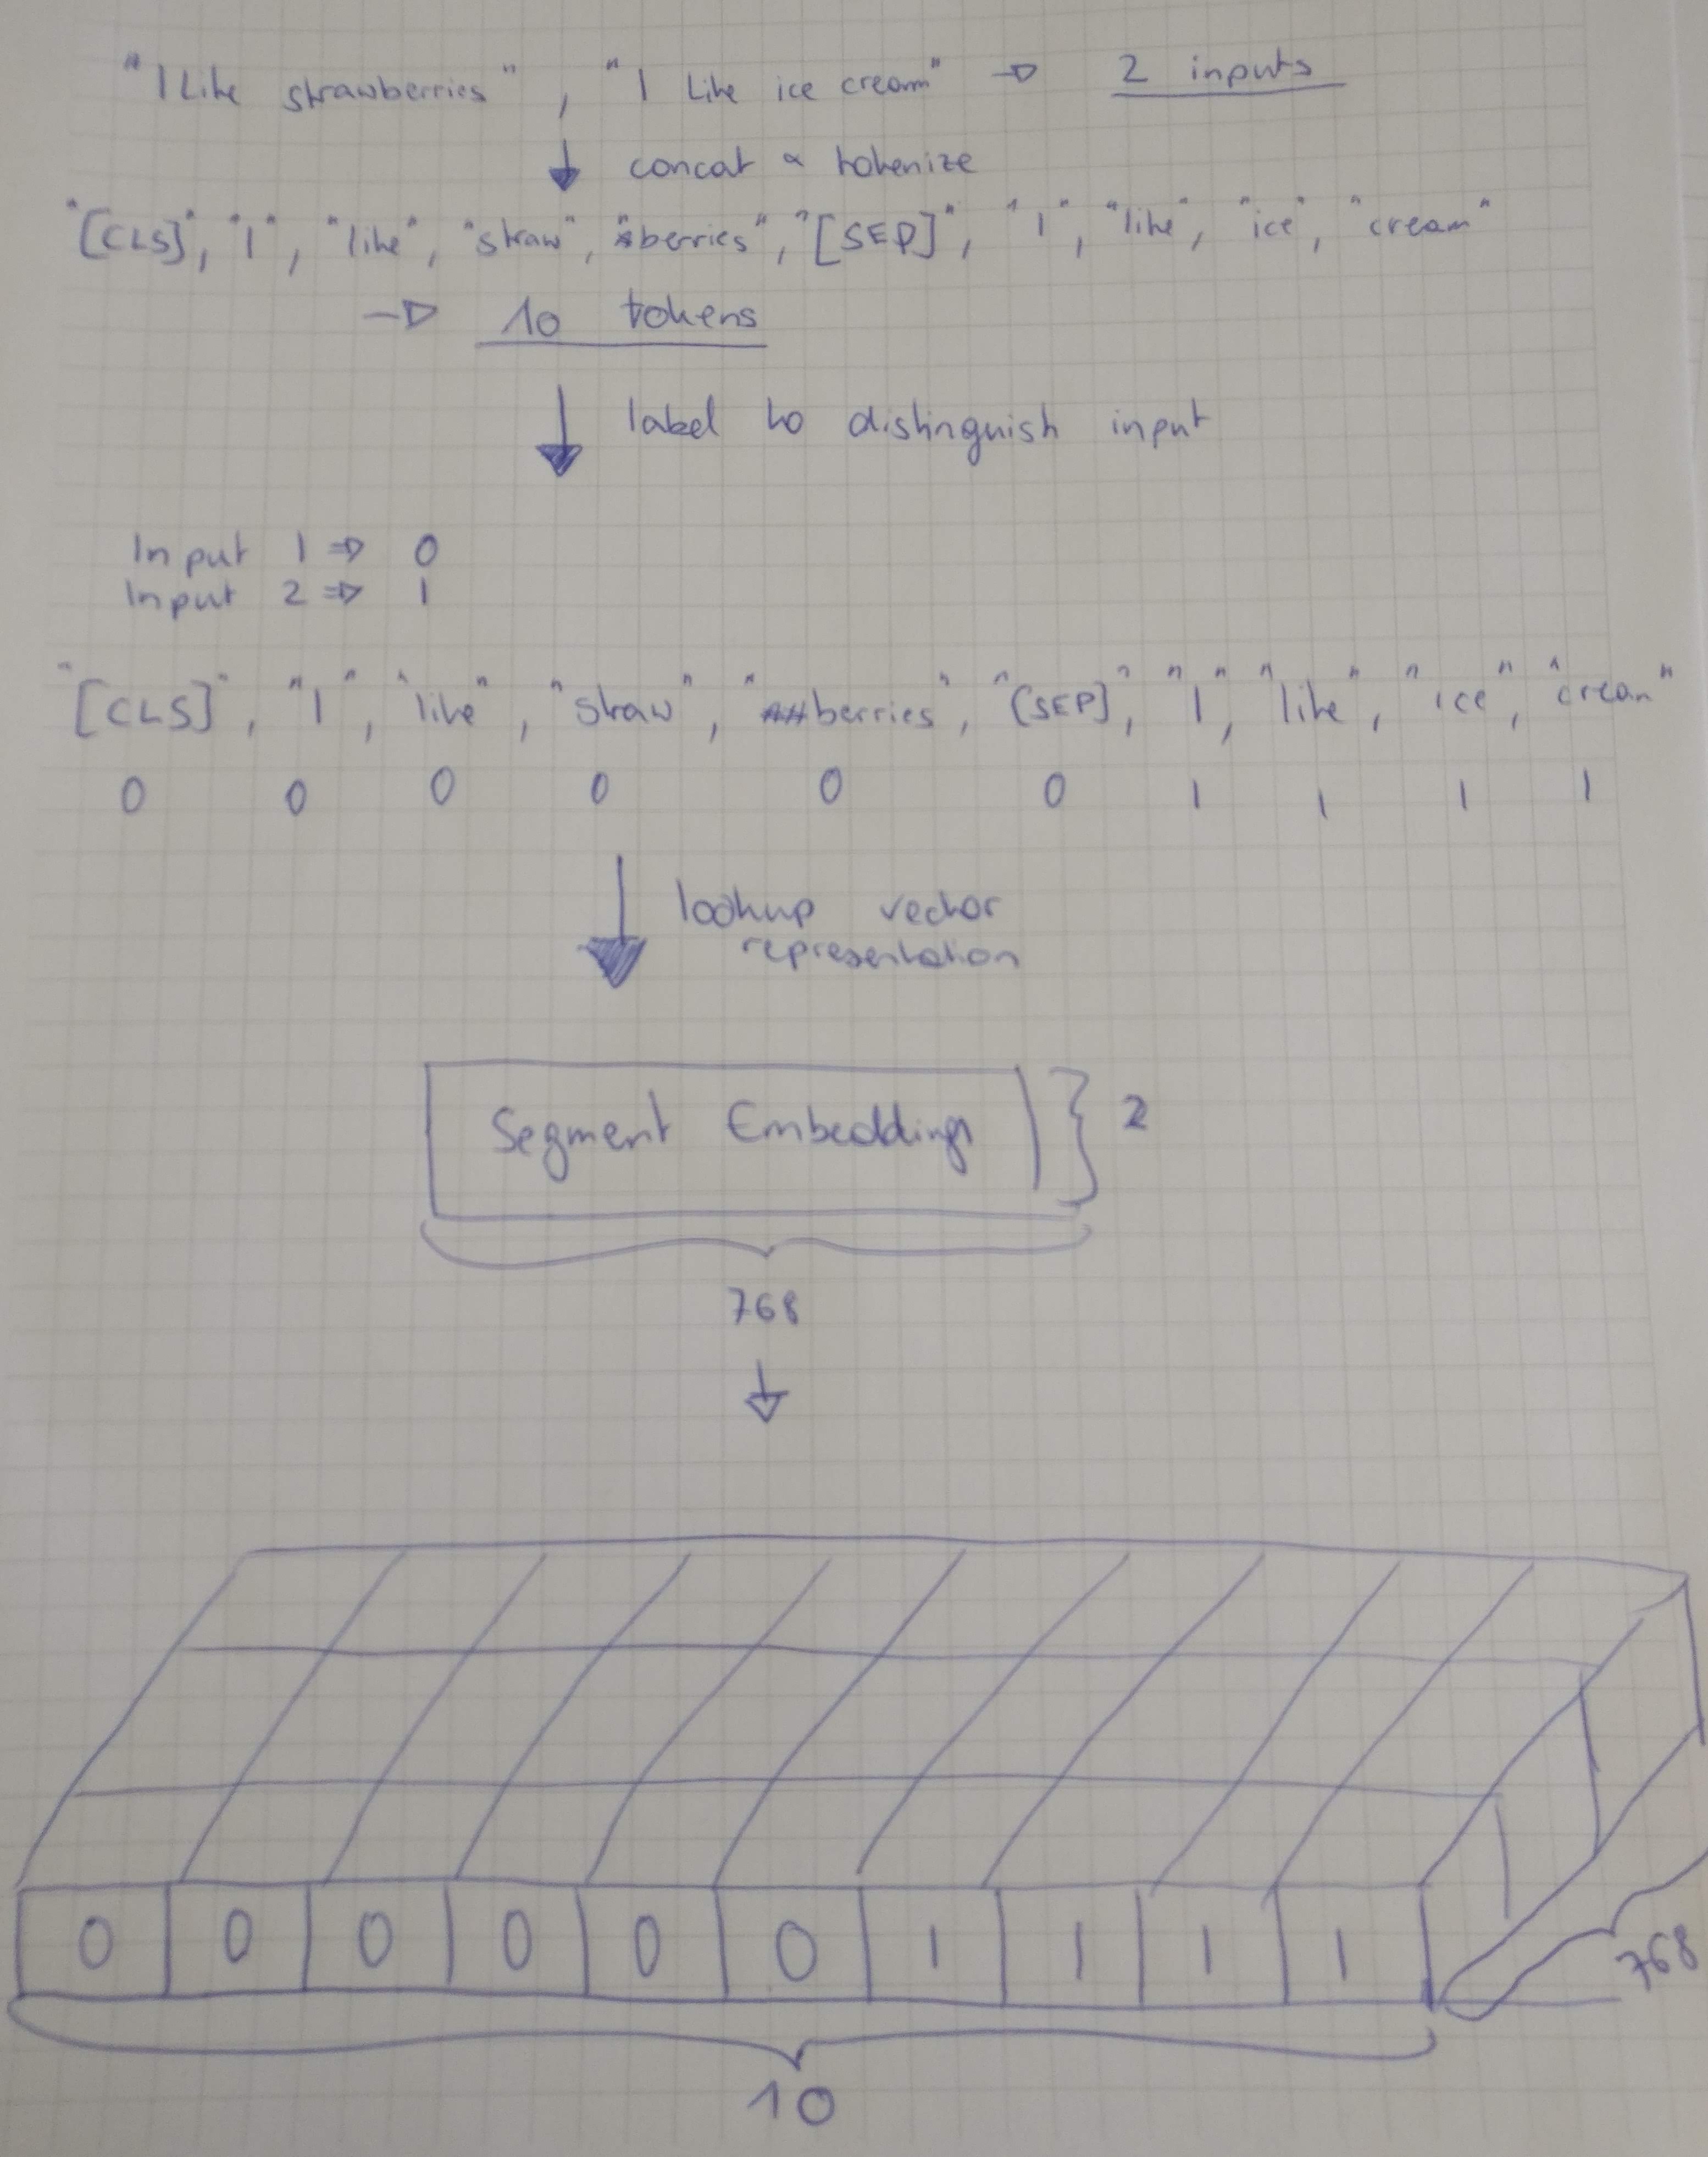 "I Like strawberries", "I Like ice cream" → 2 inputs
concat & tokenize
"[CLS]", "I", "like", "straw", "##berries", "[SEP]", "I", "like", "ice", "cream"
→ 10 tokens
label to distinguish input
Input 1 ⇒ 0
Input 2 ⇒ 1
"[CLS]", "I", "like", "straw", "##berries", "[SEP]", "I", "like", "ice", "cream"
0 0 0 0 0 0 1 1 1 1
lookup vector
representation
Segment Embeddings } 2
768
0 0 0 0 0 0 1 1 1 1
768
10